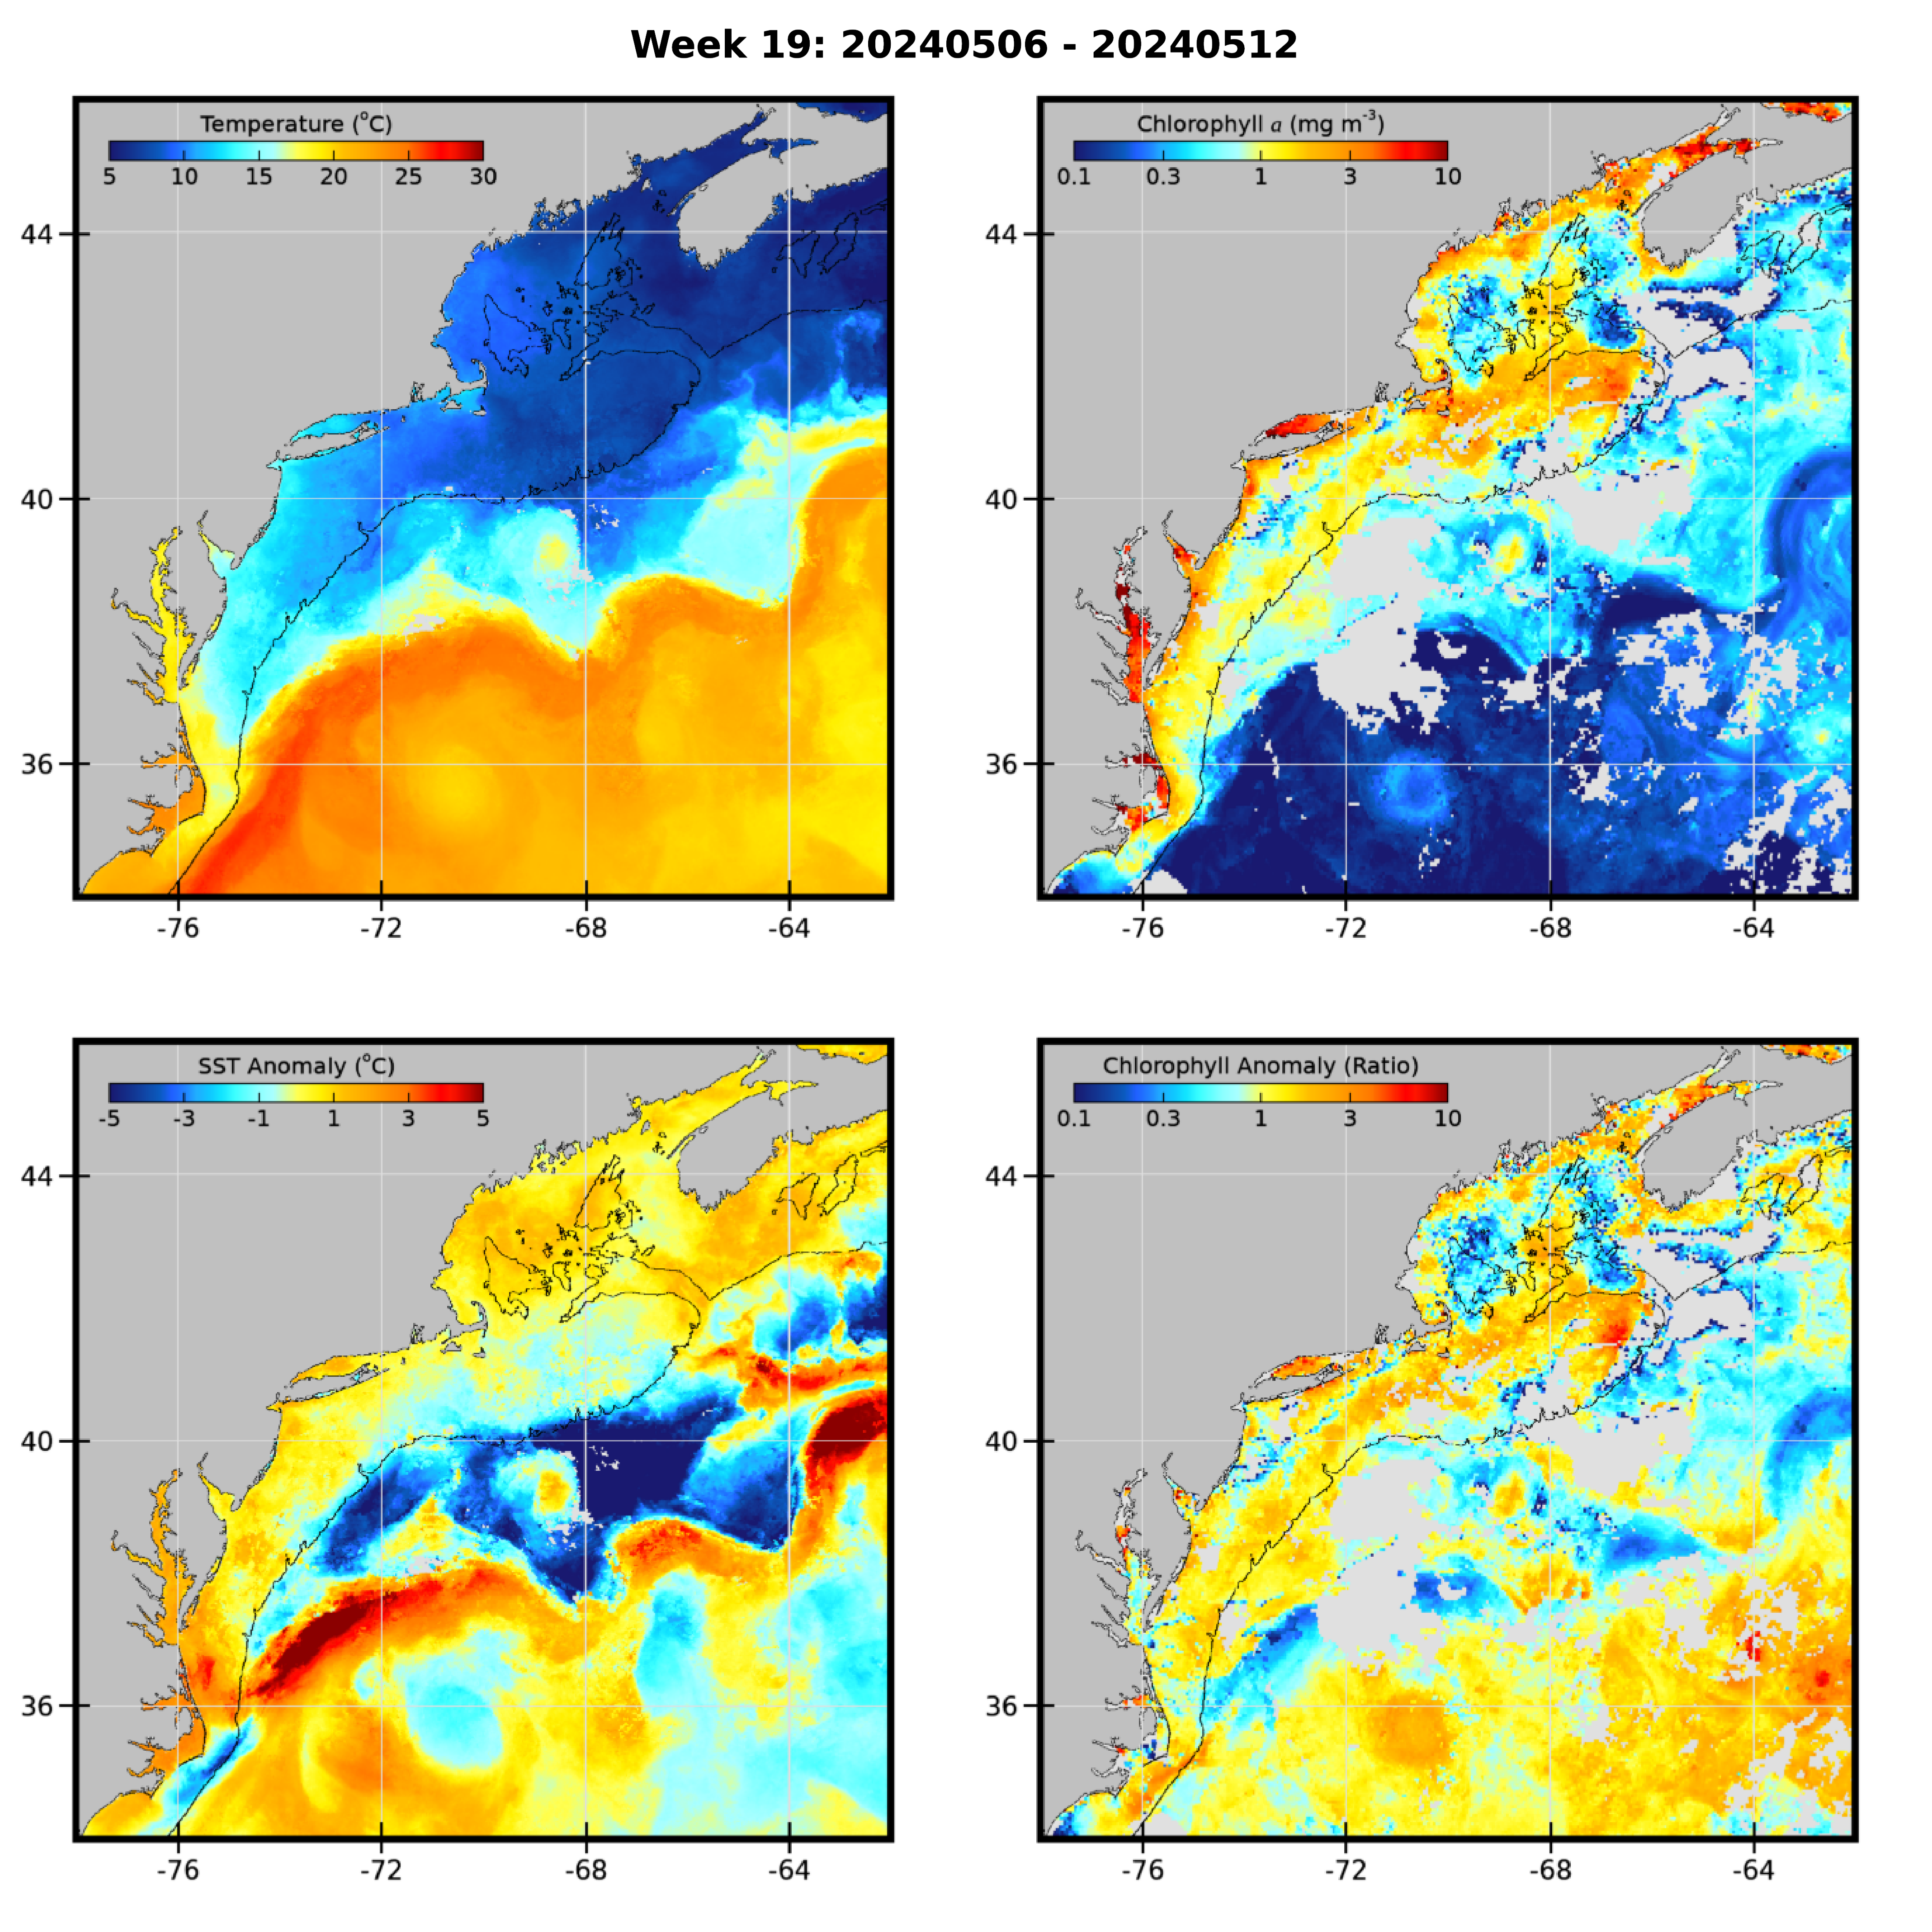 Week 19: 20240506 - 20240512
Temperature (°C)
5 10 15 20 25 30
44
40
36
-76 -72 -68 -64
Chlorophyll a (mg m⁻³)
0.1 0.3 1 3 10
44
40
36
-76 -72 -68 -64
SST Anomaly (°C)
-5 -3 -1 1 3 5
44
40
36
-76 -72 -68 -64
Chlorophyll Anomaly (Ratio)
0.1 0.3 1 3 10
44
40
36
-76 -72 -68 -64